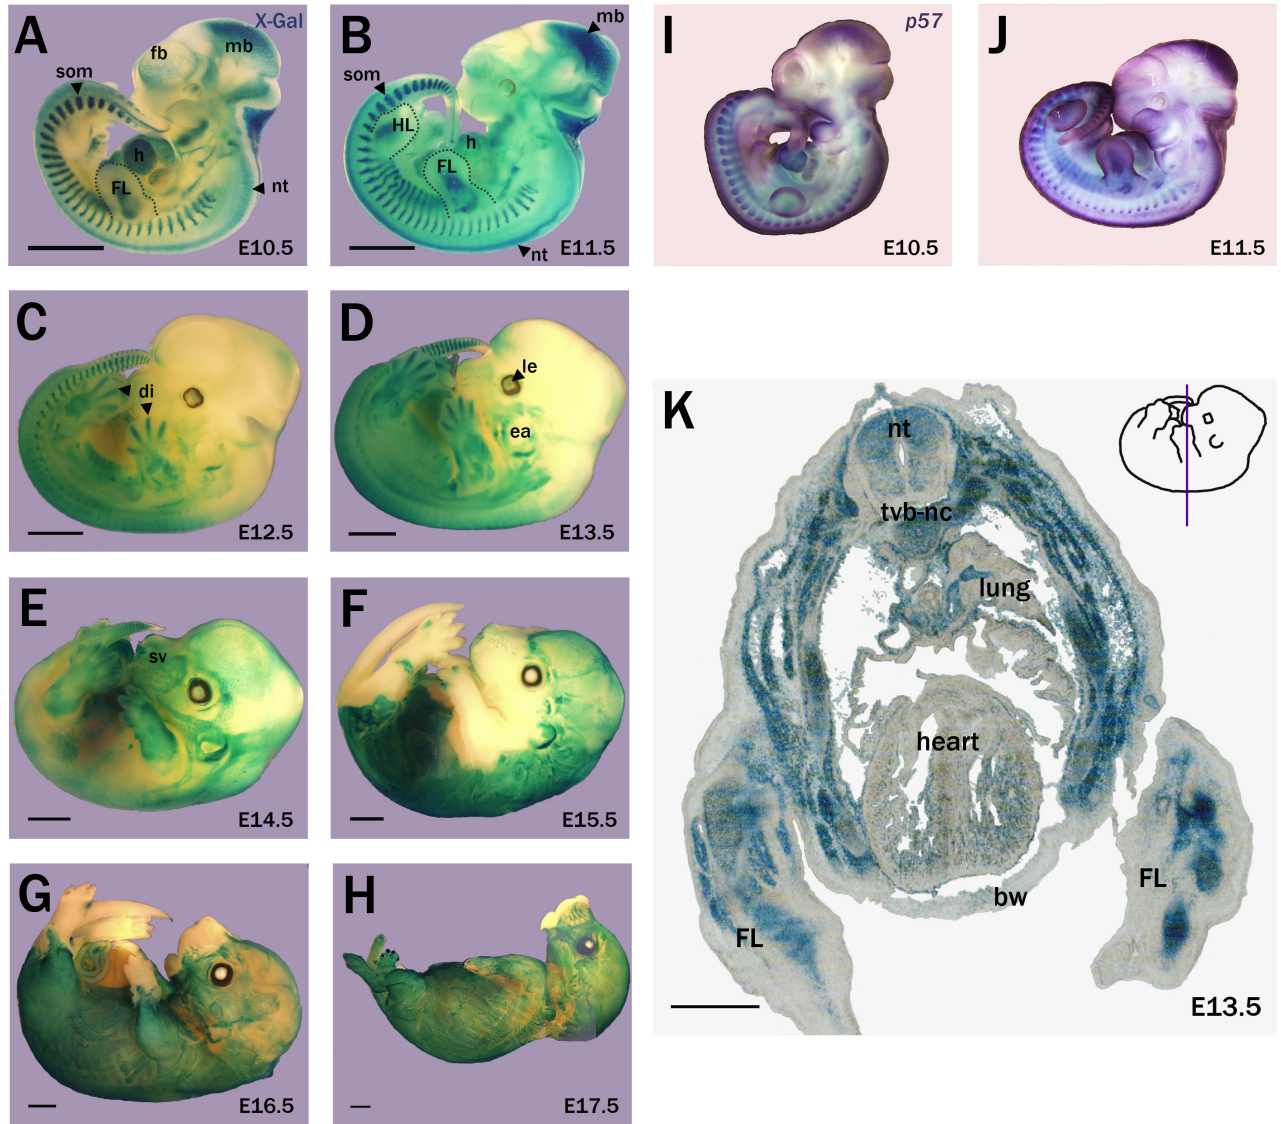 A
X-Gal
fb
mb
som
h
FL
nt
E10.5
B
mb
som
HL
h
FL
nt
E11.5
I
p57
E10.5
J
E11.5
C
di
E12.5
D
le
ea
E13.5
E
sv
E14.5
F
E15.5
G
E16.5
H
E17.5
K
nt
tvb-nc
lung
heart
FL
bw
FL
E13.5